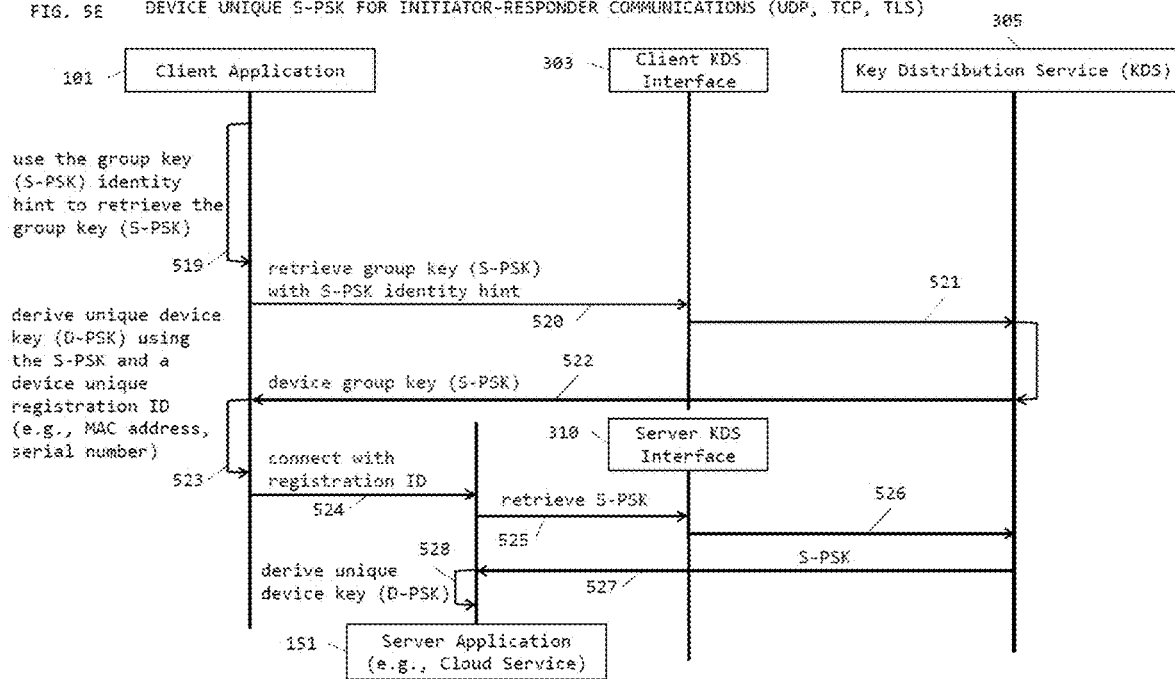 FIG. 5E DEVICE UNIQUE S-PSK FOR INITIATOR-RESPONDER COMMUNICATIONS (UDP, TCP, TLS)
305
101
Client Application
303
Client KDS
Interface
Key Distribution Service (KDS)
use the group key
(S-PSK) identity
hint to retrieve the
group key (S-PSK)
519
retrieve group key (S-PSK)
with S-PSK identity hint
520
521
derive unique device
key (D-PSK) using
the S-PSK and a
device unique
registration ID
(e.g., MAC address,
serial number)
522
device group key (S-PSK)
523
310
Server KDS
Interface
connect with
registration ID
524
retrieve S-PSK
525
526
528
S-PSK
527
derive unique
device key (D-PSK)
151
Server Application
(e.g., Cloud Service)